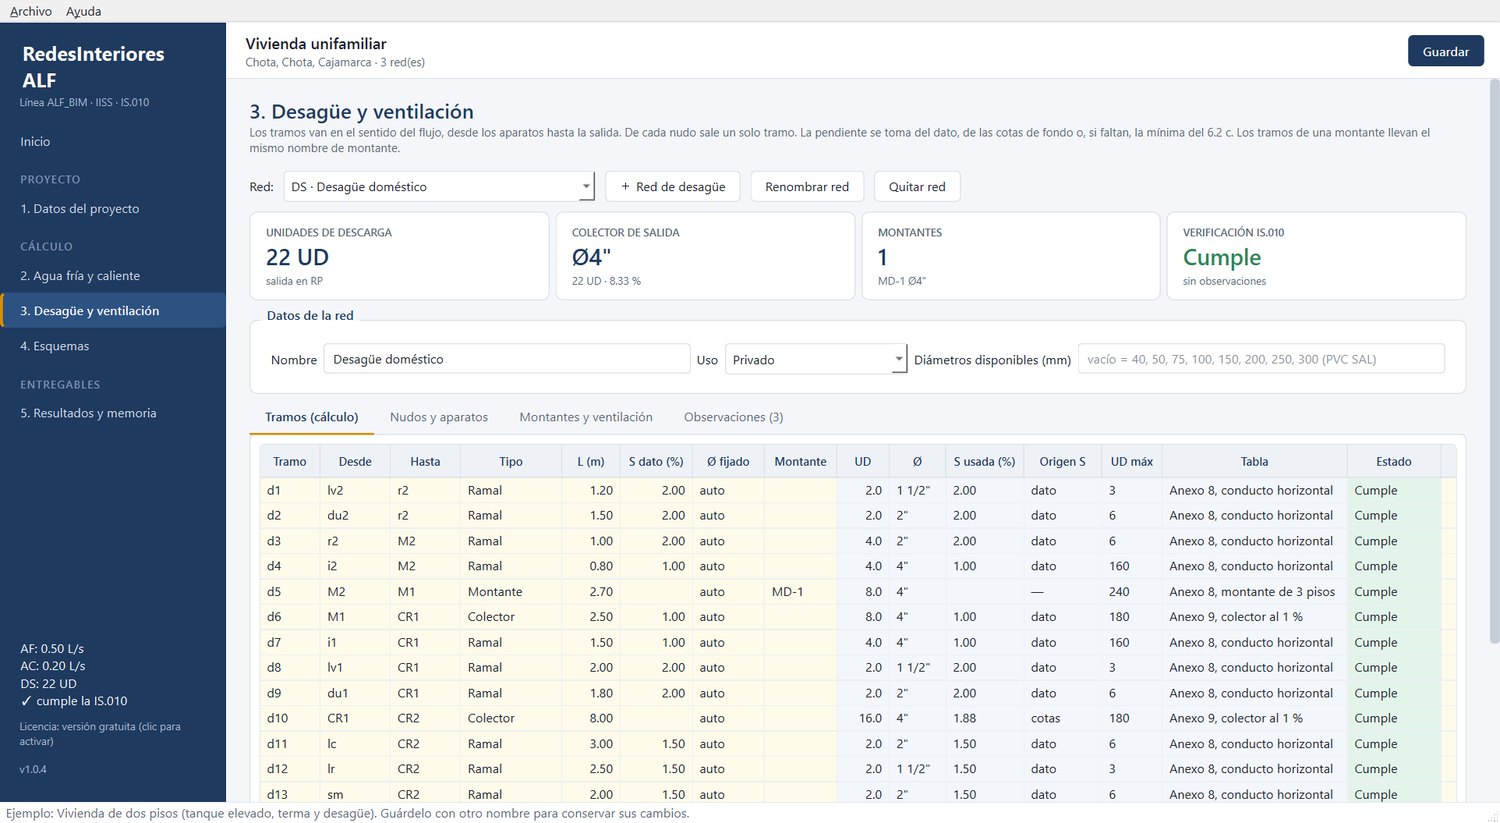 Archivo Ayuda
RedesInteriores
ALF
Línea ALF_BIM · IISS · IS.010
Inicio
PROYECTO
1. Datos del proyecto
CÁLCULO
2. Agua fría y caliente
3. Desagüe y ventilación
4. Esquemas
ENTREGABLES
5. Resultados y memoria
AF: 0.50 L/s
AC: 0.20 L/s
DS: 22 UD
✓ cumple la IS.010
Licencia: versión gratuita (clic para
activar)
v1.0.4
Vivienda unifamiliar
Chota, Chota, Cajamarca · 3 red(es)
Guardar
3. Desagüe y ventilación
Los tramos van en el sentido del flujo, desde los aparatos hasta la salida. De cada nudo sale un solo tramo. La pendiente se toma del dato, de las cotas de fondo o, si faltan, la mínima del 6.2 c. Los tramos de una montante llevan el
mismo nombre de montante.
Red: DS · Desagüe doméstico + Red de desagüe Renombrar red Quitar red
UNIDADES DE DESCARGA
22 UD
salida en RP
COLECTOR DE SALIDA
Ø4"
22 UD · 8.33 %
MONTANTES
1
MD-1 Ø4"
VERIFICACIÓN IS.010
Cumple
sin observaciones
Datos de la red
Nombre Desagüe doméstico Uso Privado Diámetros disponibles (mm) vacío = 40, 50, 75, 100, 150, 200, 250, 300 (PVC SAL)
Tramos (cálculo) Nudos y aparatos Montantes y ventilación Observaciones (3)
Tramo Desde Hasta Tipo L (m) S dato (%) Ø fijado Montante UD Ø S usada (%) Origen S UD máx Tabla Estado
d1 lv2 r2 Ramal 1.20 2.00 auto 2.0 1 1/2" 2.00 dato 3 Anexo 8, conducto horizontal Cumple
d2 du2 r2 Ramal 1.50 2.00 auto 2.0 2" 2.00 dato 6 Anexo 8, conducto horizontal Cumple
d3 r2 M2 Ramal 1.00 2.00 auto 4.0 2" 2.00 dato 6 Anexo 8, conducto horizontal Cumple
d4 i2 M2 Ramal 0.80 1.00 auto 4.0 4" 1.00 dato 160 Anexo 8, conducto horizontal Cumple
d5 M2 M1 Montante 2.70 auto MD-1 8.0 4" — 240 Anexo 8, montante de 3 pisos Cumple
d6 M1 CR1 Colector 2.50 1.00 auto 8.0 4" 1.00 dato 180 Anexo 9, colector al 1 % Cumple
d7 i1 CR1 Ramal 1.50 1.00 auto 4.0 4" 1.00 dato 160 Anexo 8, conducto horizontal Cumple
d8 lv1 CR1 Ramal 2.00 2.00 auto 2.0 1 1/2" 2.00 dato 3 Anexo 8, conducto horizontal Cumple
d9 du1 CR1 Ramal 1.80 2.00 auto 2.0 2" 2.00 dato 6 Anexo 8, conducto horizontal Cumple
d10 CR1 CR2 Colector 8.00 auto 16.0 4" 1.88 cotas 180 Anexo 9, colector al 1 % Cumple
d11 lc CR2 Ramal 3.00 1.50 auto 2.0 2" 1.50 dato 6 Anexo 8, conducto horizontal Cumple
d12 lr CR2 Ramal 2.50 1.50 auto 2.0 1 1/2" 1.50 dato 3 Anexo 8, conducto horizontal Cumple
d13 sm CR2 Ramal 2.00 1.50 auto 2.0 2" 1.50 dato 6 Anexo 8, conducto horizontal Cumple
Ejemplo: Vivienda de dos pisos (tanque elevado, terma y desagüe). Guárdelo con otro nombre para conservar sus cambios.